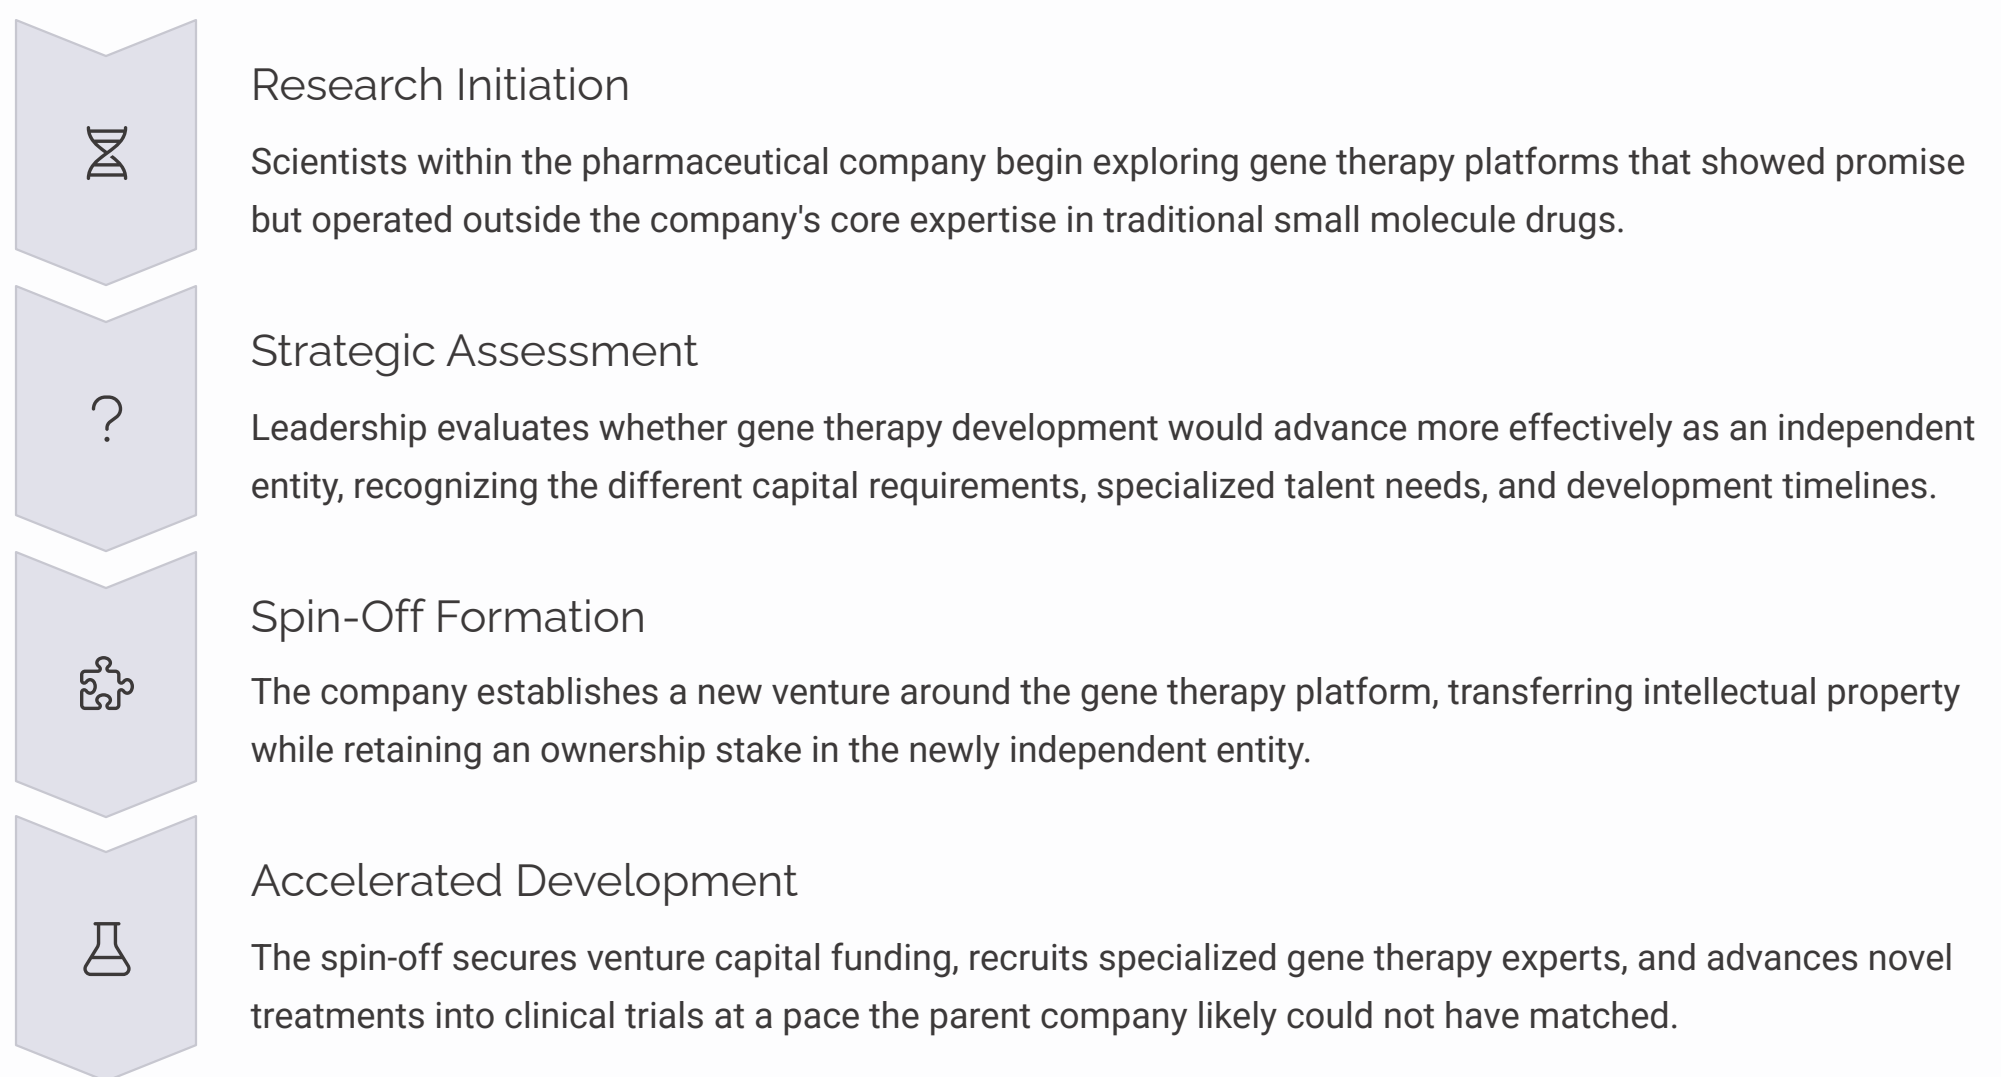 Research Initiation
Scientists within the pharmaceutical company begin exploring gene therapy platforms that showed promise
but operated outside the company's core expertise in traditional small molecule drugs.
?
Strategic Assessment
Leadership evaluates whether gene therapy development would advance more effectively as an independent
entity, recognizing the different capital requirements, specialized talent needs, and development timelines.
Spin-Off Formation
The company establishes a new venture around the gene therapy platform, transferring intellectual property
while retaining an ownership stake in the newly independent entity.
Accelerated Development
The spin-off secures venture capital funding, recruits specialized gene therapy experts, and advances novel
treatments into clinical trials at a pace the parent company likely could not have matched.